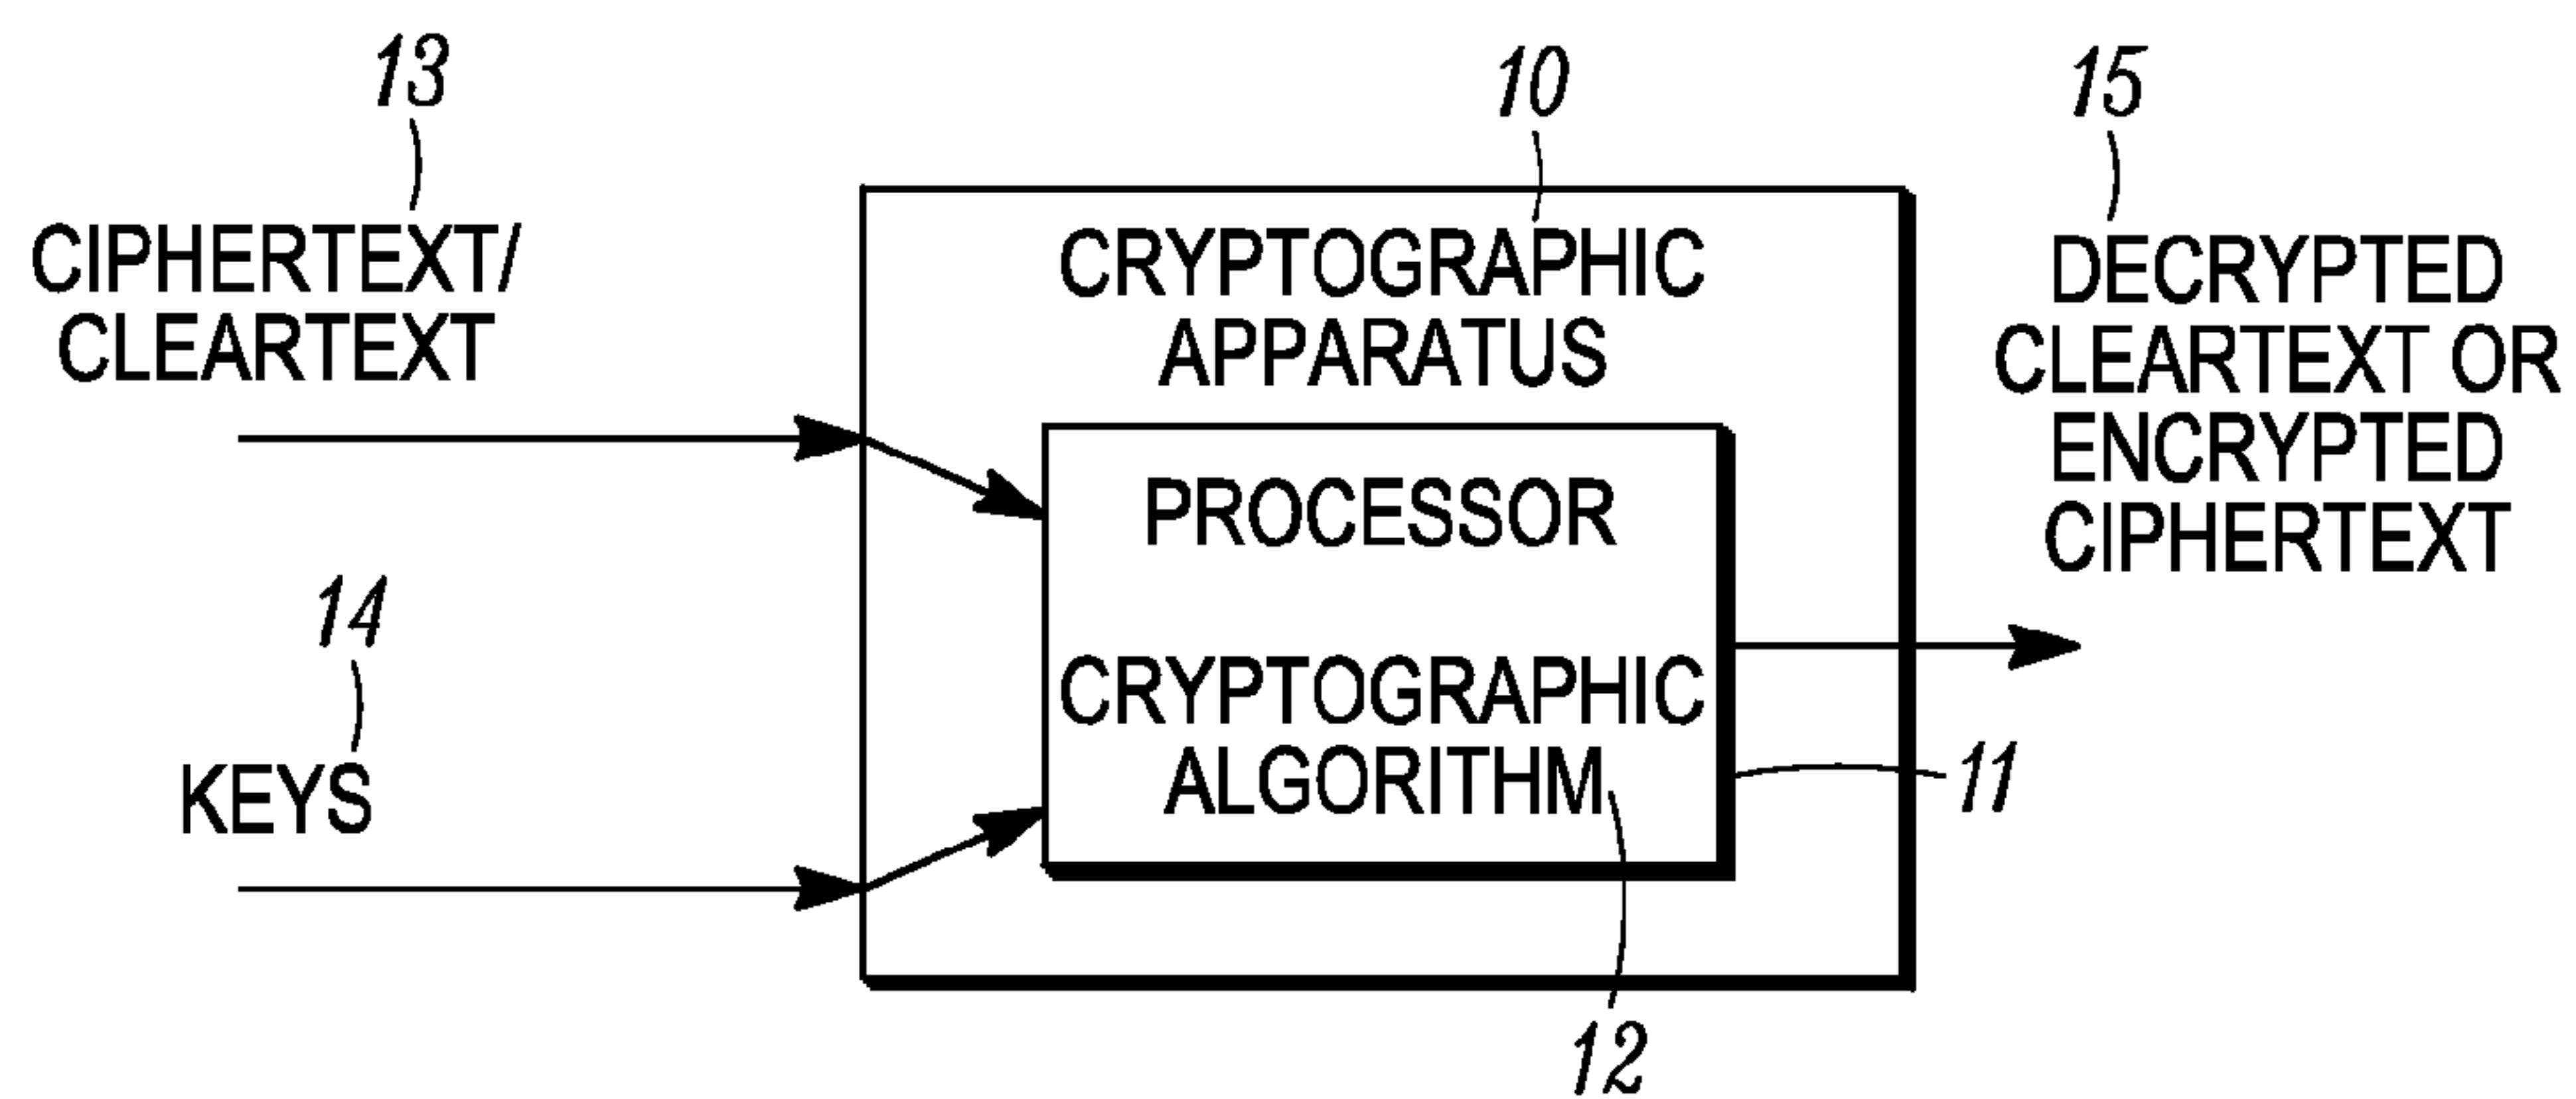 13
CIPHERTEXT/
CLEARTEXT
14
KEYS
10
CRYPTOGRAPHIC
APPARATUS
PROCESSOR
CRYPTOGRAPHIC
ALGORITHM
12
11
15
DECRYPTED
CLEARTEXT OR
ENCRYPTED
CIPHERTEXT